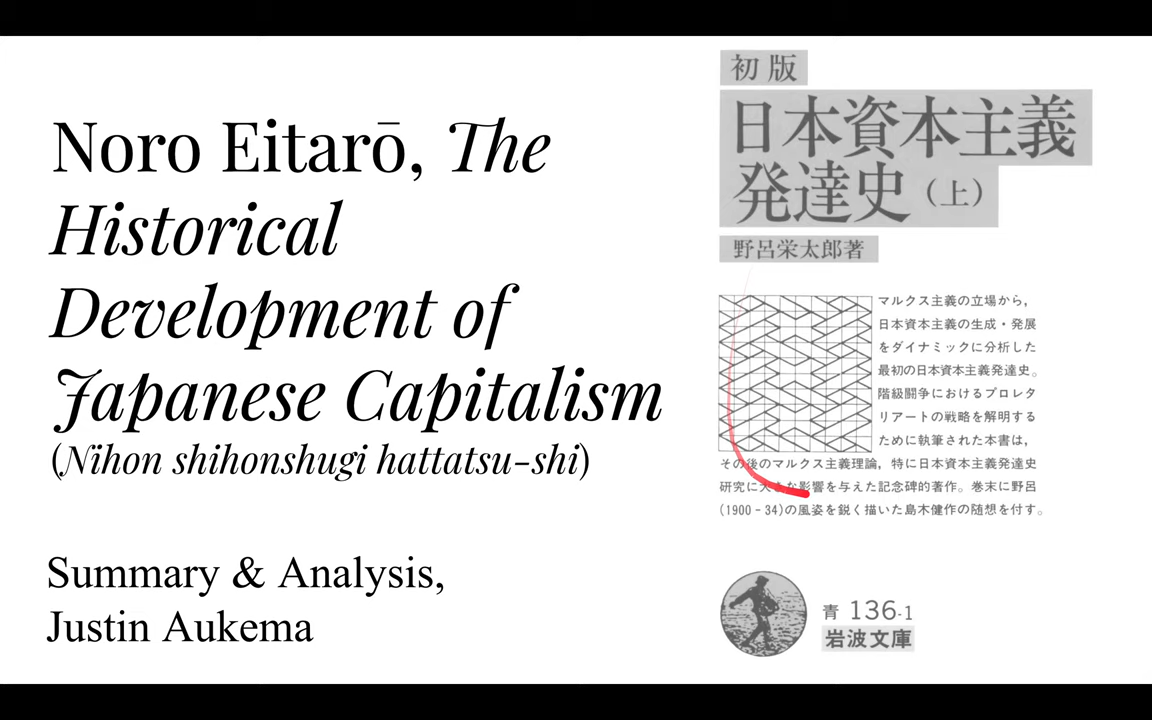 Noro Eitarō, The
Historical
Development of
Japanese Capitalism
(Nihon shihonshugi hattatsu-shi)
Summary & Analysis,
Justin Aukema
初版
日本資本主義
発達史（上）
野呂栄太郎著
マルクス主義の立場から，
日本資本主義の生成・発展
をダイナミックに分析した
最初の日本資本主義発達史。
階級闘争におけるプロレタ
リアートの戦略を解明する
ために執筆された本書は，
その後のマルクス主義理論，特に日本資本主義発達史
研究に大きな影響を与えた記念碑的著作。巻末に野呂
(1900‐34)の風姿を鋭く描いた島木健作の随想を付す。
青 136-1
岩波文庫